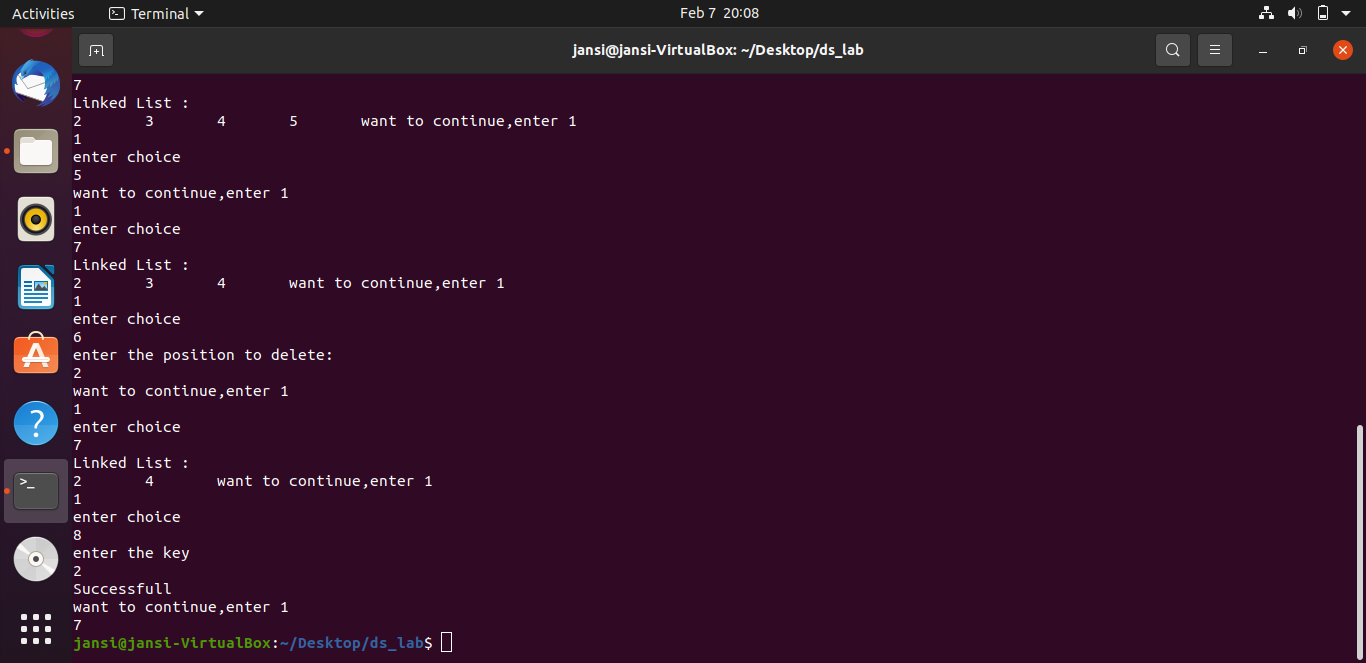 Activities Terminal Feb 7 20:08
jansi@jansi-VirtualBox: ~/Desktop/ds_lab
7
Linked List :
2 3 4 5 want to continue,enter 1
1
enter choice
5
want to continue,enter 1
1
enter choice
7
Linked List :
2 3 4 want to continue,enter 1
1
enter choice
6
enter the position to delete:
2
want to continue,enter 1
1
enter choice
7
Linked List :
2 4 want to continue,enter 1
1
enter choice
8
enter the key
2
Successfull
want to continue,enter 1
7
jansi@jansi-VirtualBox:~/Desktop/ds_lab$